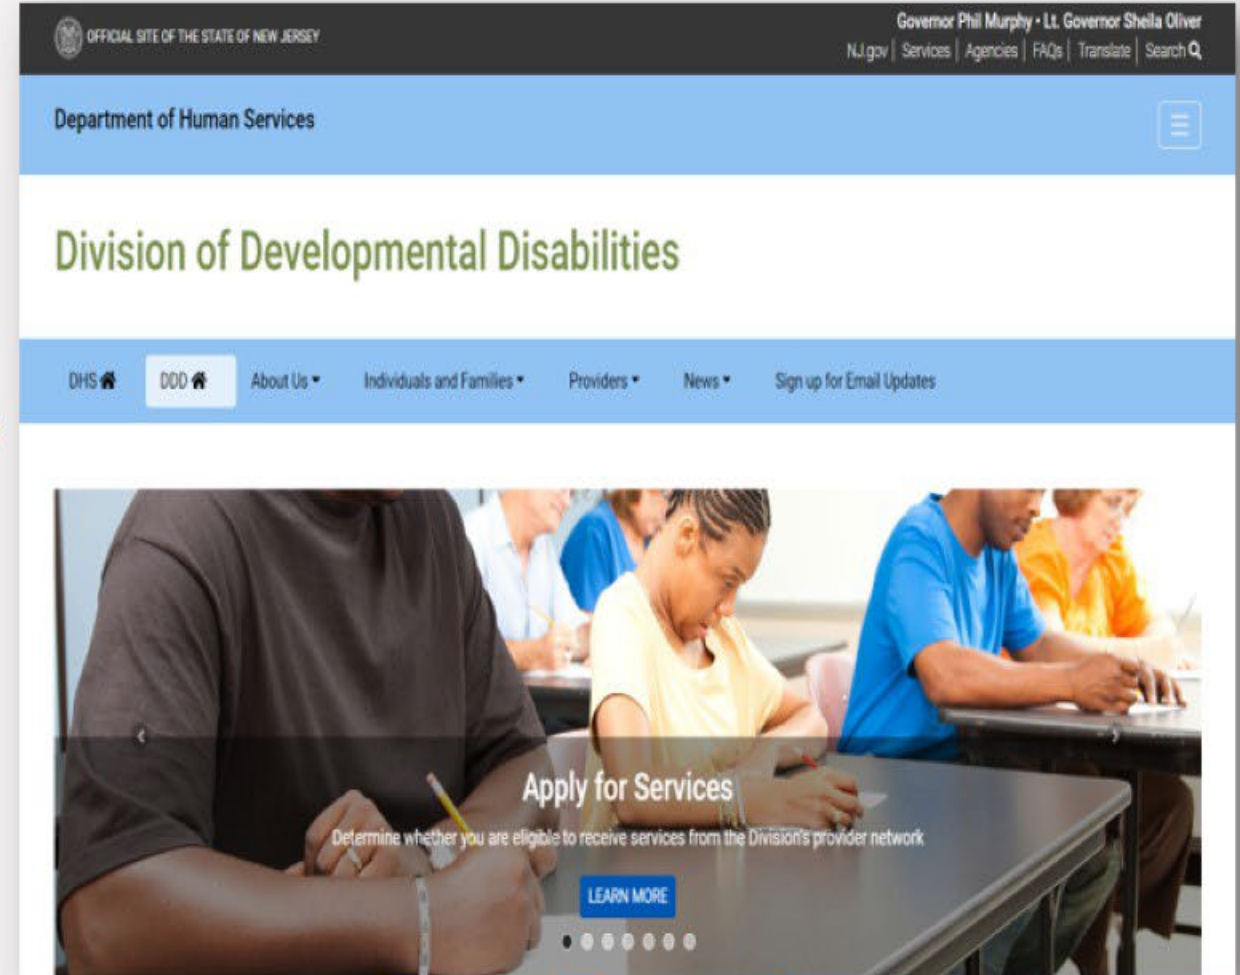 OFFICIAL SITE OF THE STATE OF NEW JERSEY
Governor Phil Murphy • Lt. Governor Sheila Oliver
NJ.gov | Services | Agencies | FAQs | Translate | Search
Department of Human Services
Division of Developmental Disabilities
DHS DDD About Us Individuals and Families Providers News Sign up for Email Updates
Apply for Services
Determine whether you are eligible to receive services from the Division's provider network
LEARN MORE